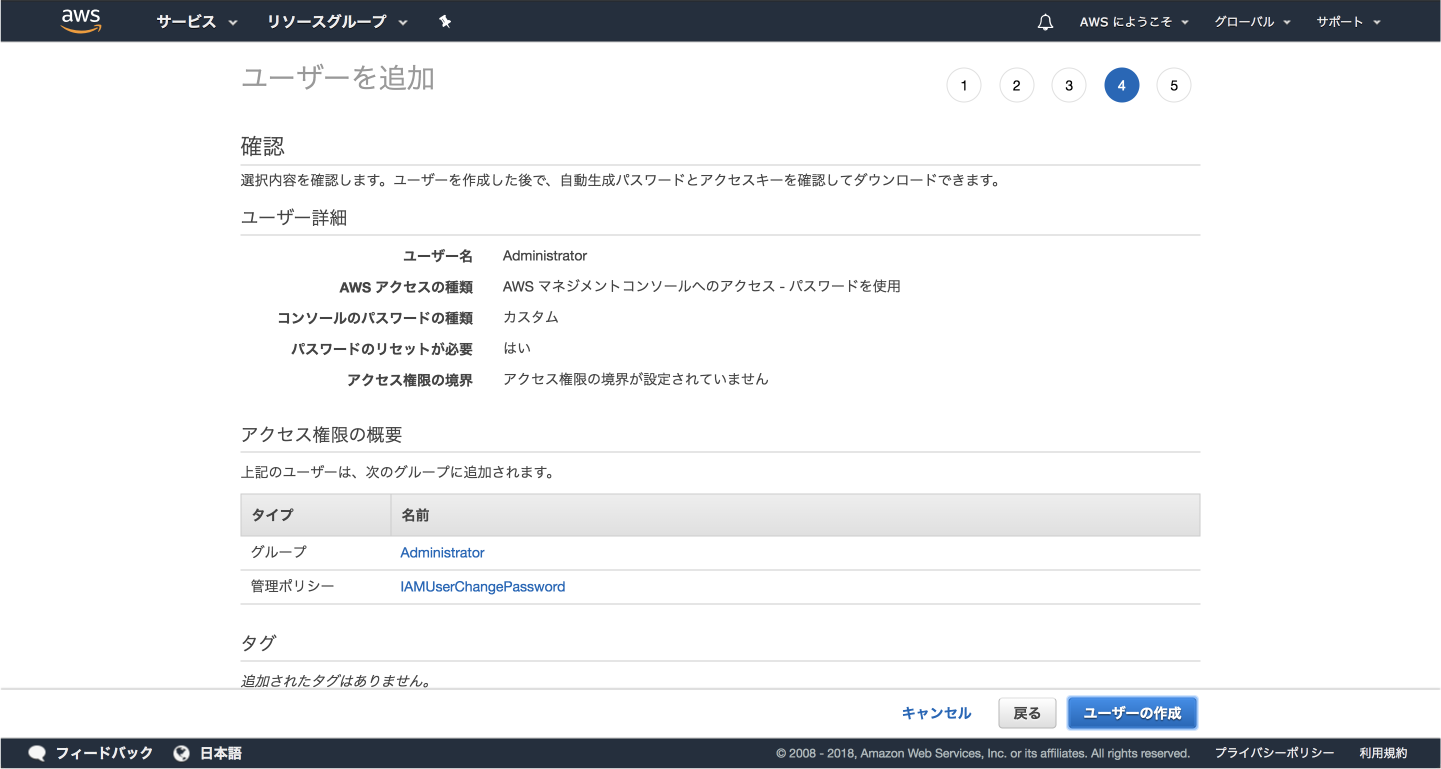 aws サービス リソースグループ AWS にようこそ グローバル サポート
ユーザーを追加 1 2 3 4 5
確認
選択内容を確認します。ユーザーを作成した後で、自動生成パスワードとアクセスキーを確認してダウンロードできます。
ユーザー詳細
ユーザー名 Administrator
AWS アクセスの種類 AWS マネジメントコンソールへのアクセス - パスワードを使用
コンソールのパスワードの種類 カスタム
パスワードのリセットが必要 はい
アクセス権限の境界 アクセス権限の境界が設定されていません
アクセス権限の概要
上記のユーザーは、次のグループに追加されます。
タイプ 名前
グループ Administrator
管理ポリシー IAMUserChangePassword
タグ
追加されたタグはありません。
キャンセル 戻る ユーザーの作成
フィードバック 日本語 © 2008 - 2018, Amazon Web Services, Inc. or its affiliates. All rights reserved. プライバシーポリシー 利用規約